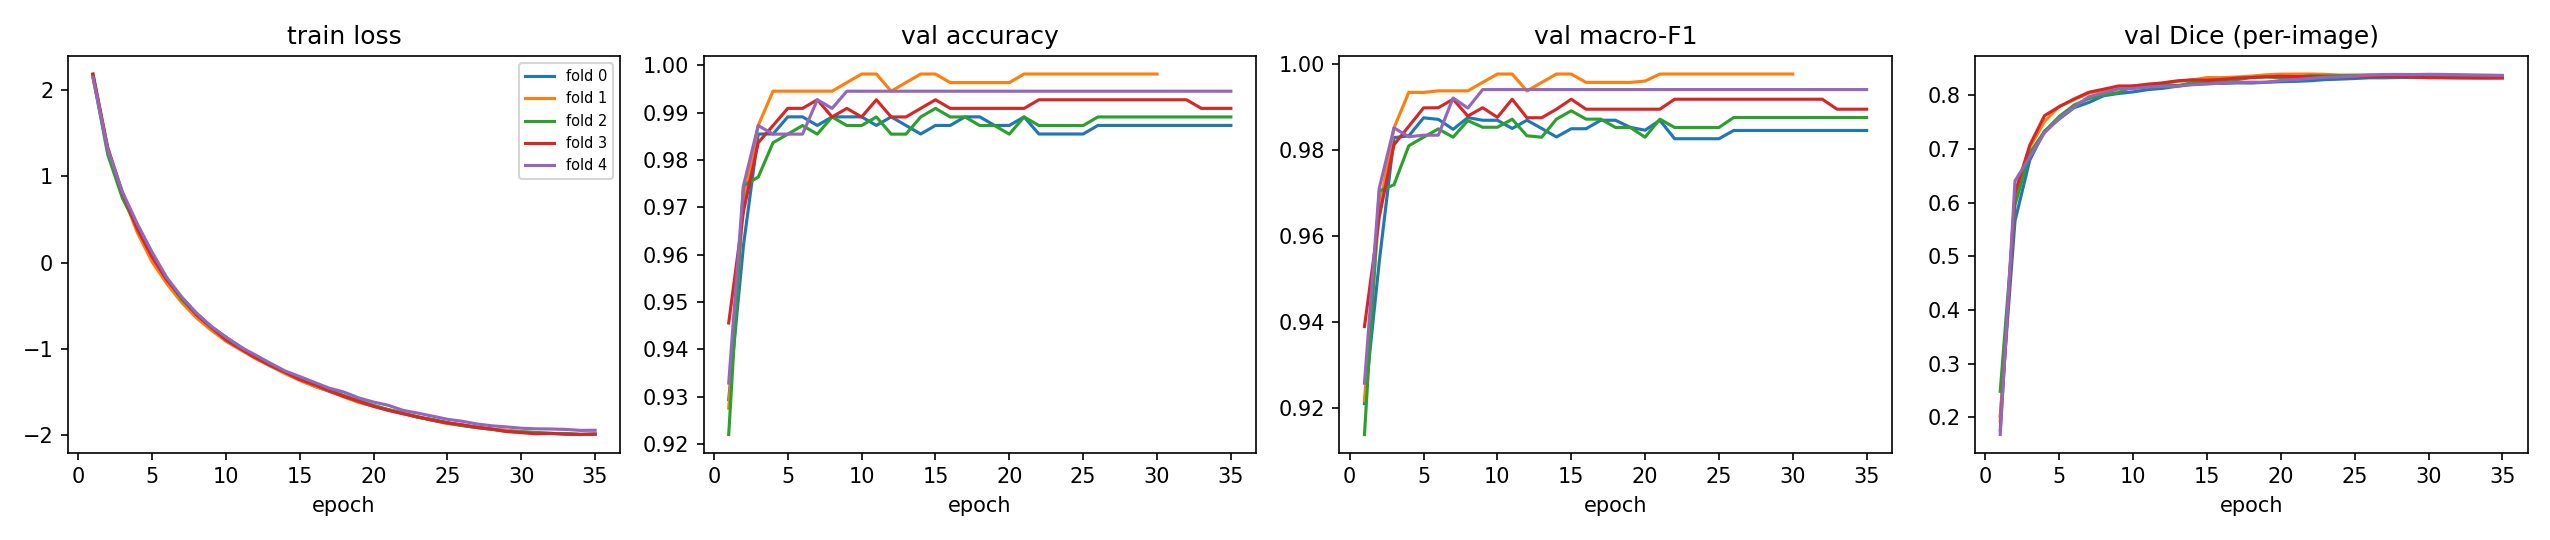 train loss
fold 0
fold 1
fold 2
fold 3
fold 4
2
1
0
−1
−2
0 5 10 15 20 25 30 35
epoch
val accuracy
1.00
0.99
0.98
0.97
0.96
0.95
0.94
0.93
0.92
0 5 10 15 20 25 30 35
epoch
val macro-F1
1.00
0.98
0.96
0.94
0.92
0 5 10 15 20 25 30 35
epoch
val Dice (per-image)
0.8
0.7
0.6
0.5
0.4
0.3
0.2
0 5 10 15 20 25 30 35
epoch